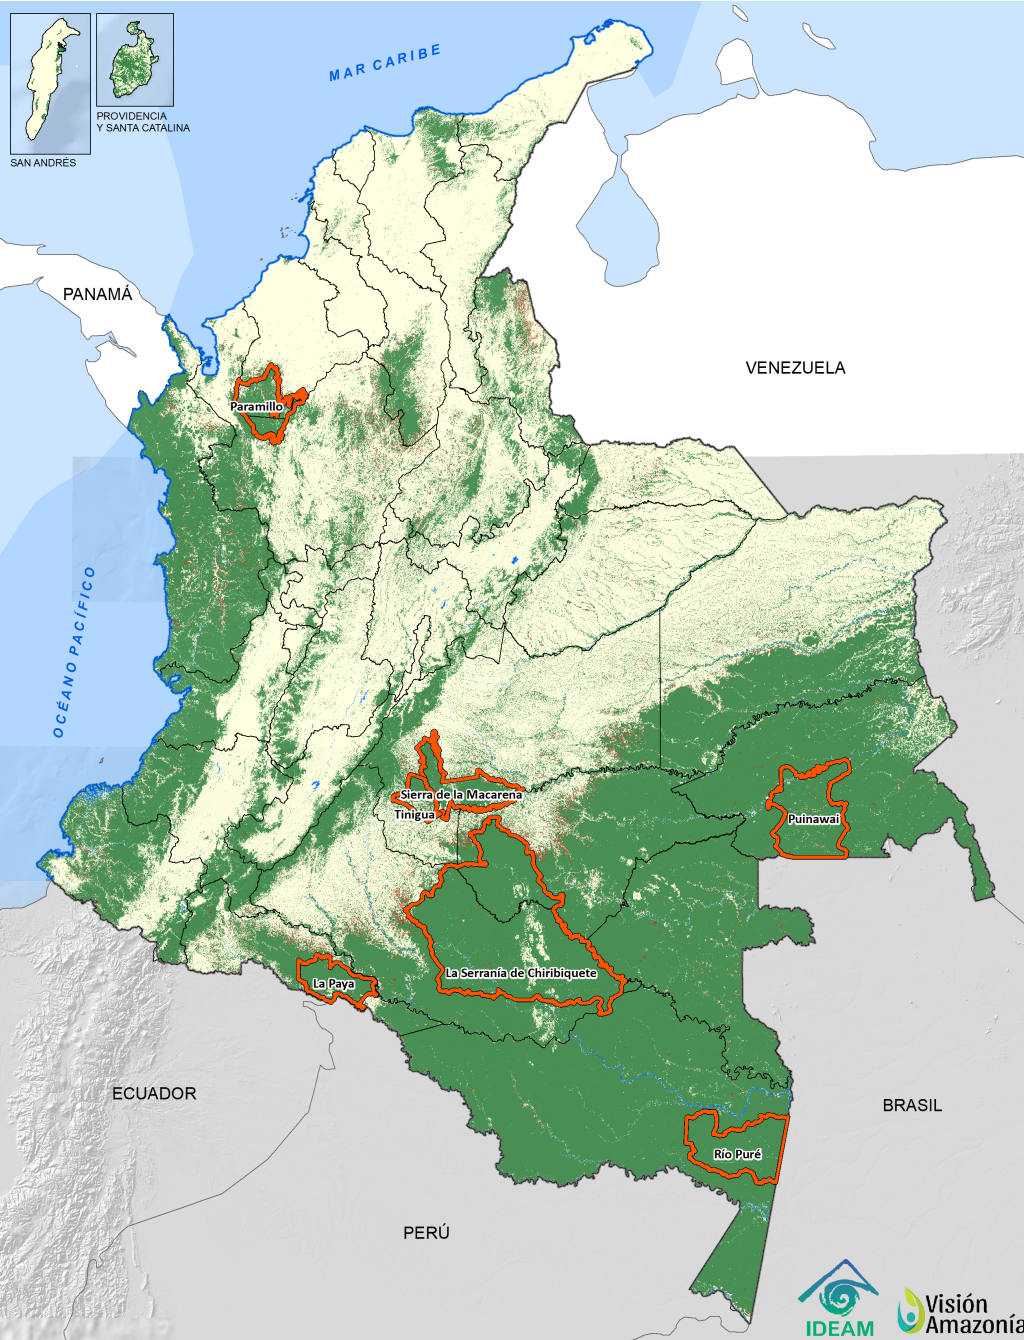 MAR CARIBE
PROVIDENCIA
Y SANTA CATALINA
SAN ANDRÉS
PANAMÁ
VENEZUELA
Paramillo
OCÉANO PACÍFICO
Sierra de la Macarena
Tinigua
Puinawai
La Serranía de Chiribiquete
La Paya
ECUADOR
BRASIL
Río Puré
PERÚ
IDEAM
Visión
Amazonía